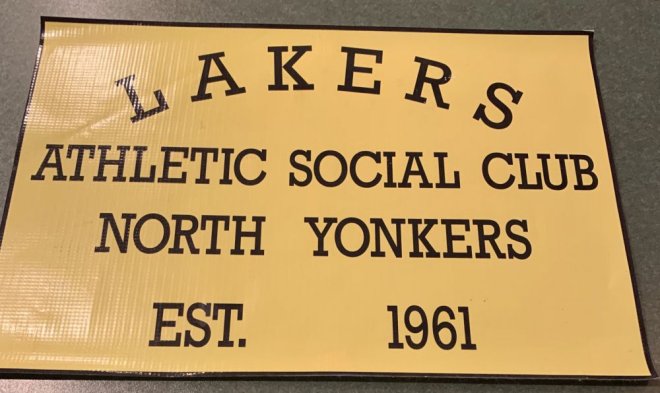 LAKERS
ATHLETIC SOCIAL CLUB
NORTH YONKERS
EST. 1961